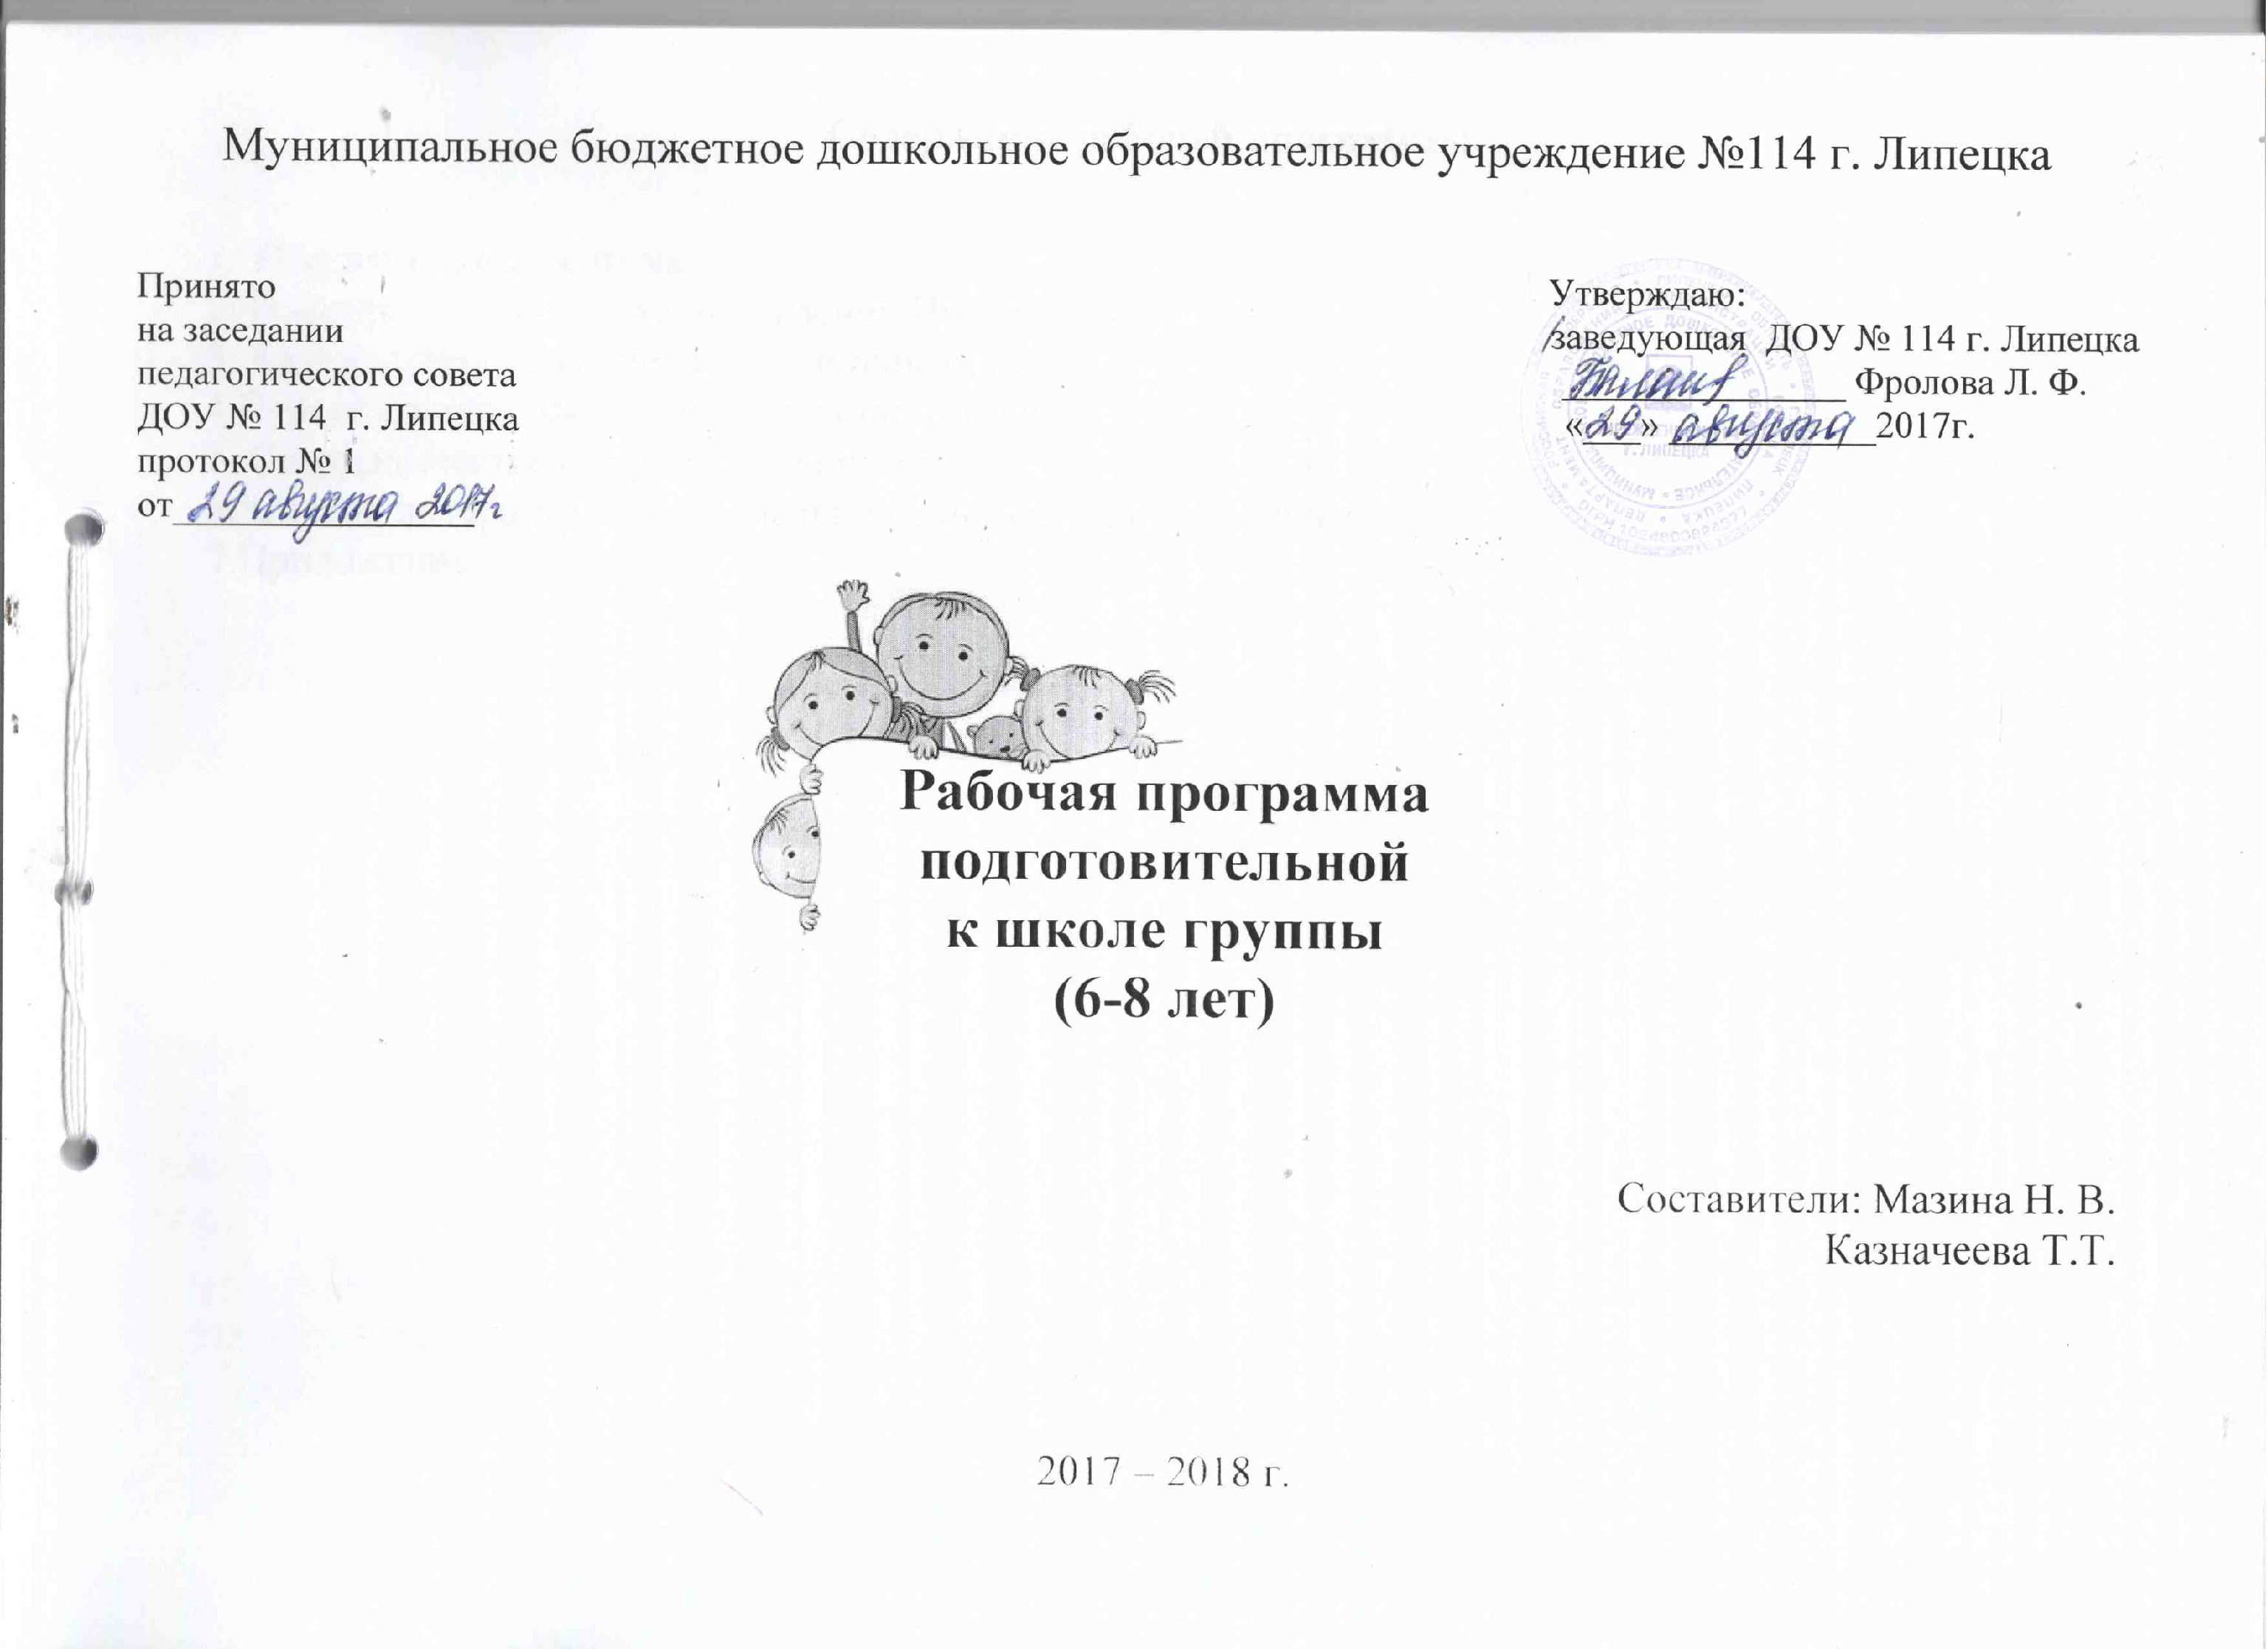 Муниципальное бюджетное дошкольное образовательное учреждение №114 г. Липецка
Принято
на заседании
педагогического совета
ДОУ № 114 г. Липецка
протокол № 1
от 29 августа 2017г
Утверждаю:
заведующая ДОУ № 114 г. Липецка
Фролова Л. Ф.
«29» августа 2017г.
Рабочая программа
подготовительной
к школе группы
(6-8 лет)
Составители: Мазина Н. В.
Казначеева Т.Т.
2017 – 2018 г.